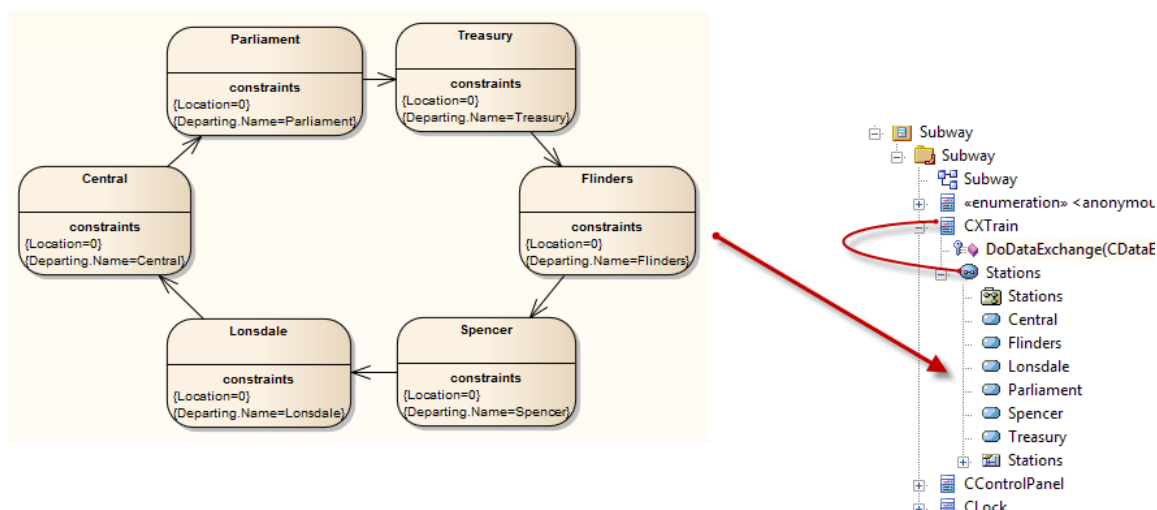 Parliament
constraints
{Location=0}
{Departing.Name=Parliament}
Treasury
constraints
{Location=0}
{Departing.Name=Treasury}
Central
constraints
{Location=0}
{Departing.Name=Central}
Flinders
constraints
{Location=0}
{Departing.Name=Flinders}
Lonsdale
constraints
{Location=0}
{Departing.Name=Lonsdale}
Spencer
constraints
{Location=0}
{Departing.Name=Spencer}
Subway
Subway
Subway
«enumeration» <anonymou
CXTrain
DoDataExchange(CDataE
Stations
Stations
Central
Flinders
Lonsdale
Parliament
Spencer
Treasury
Stations
CControlPanel
CLock